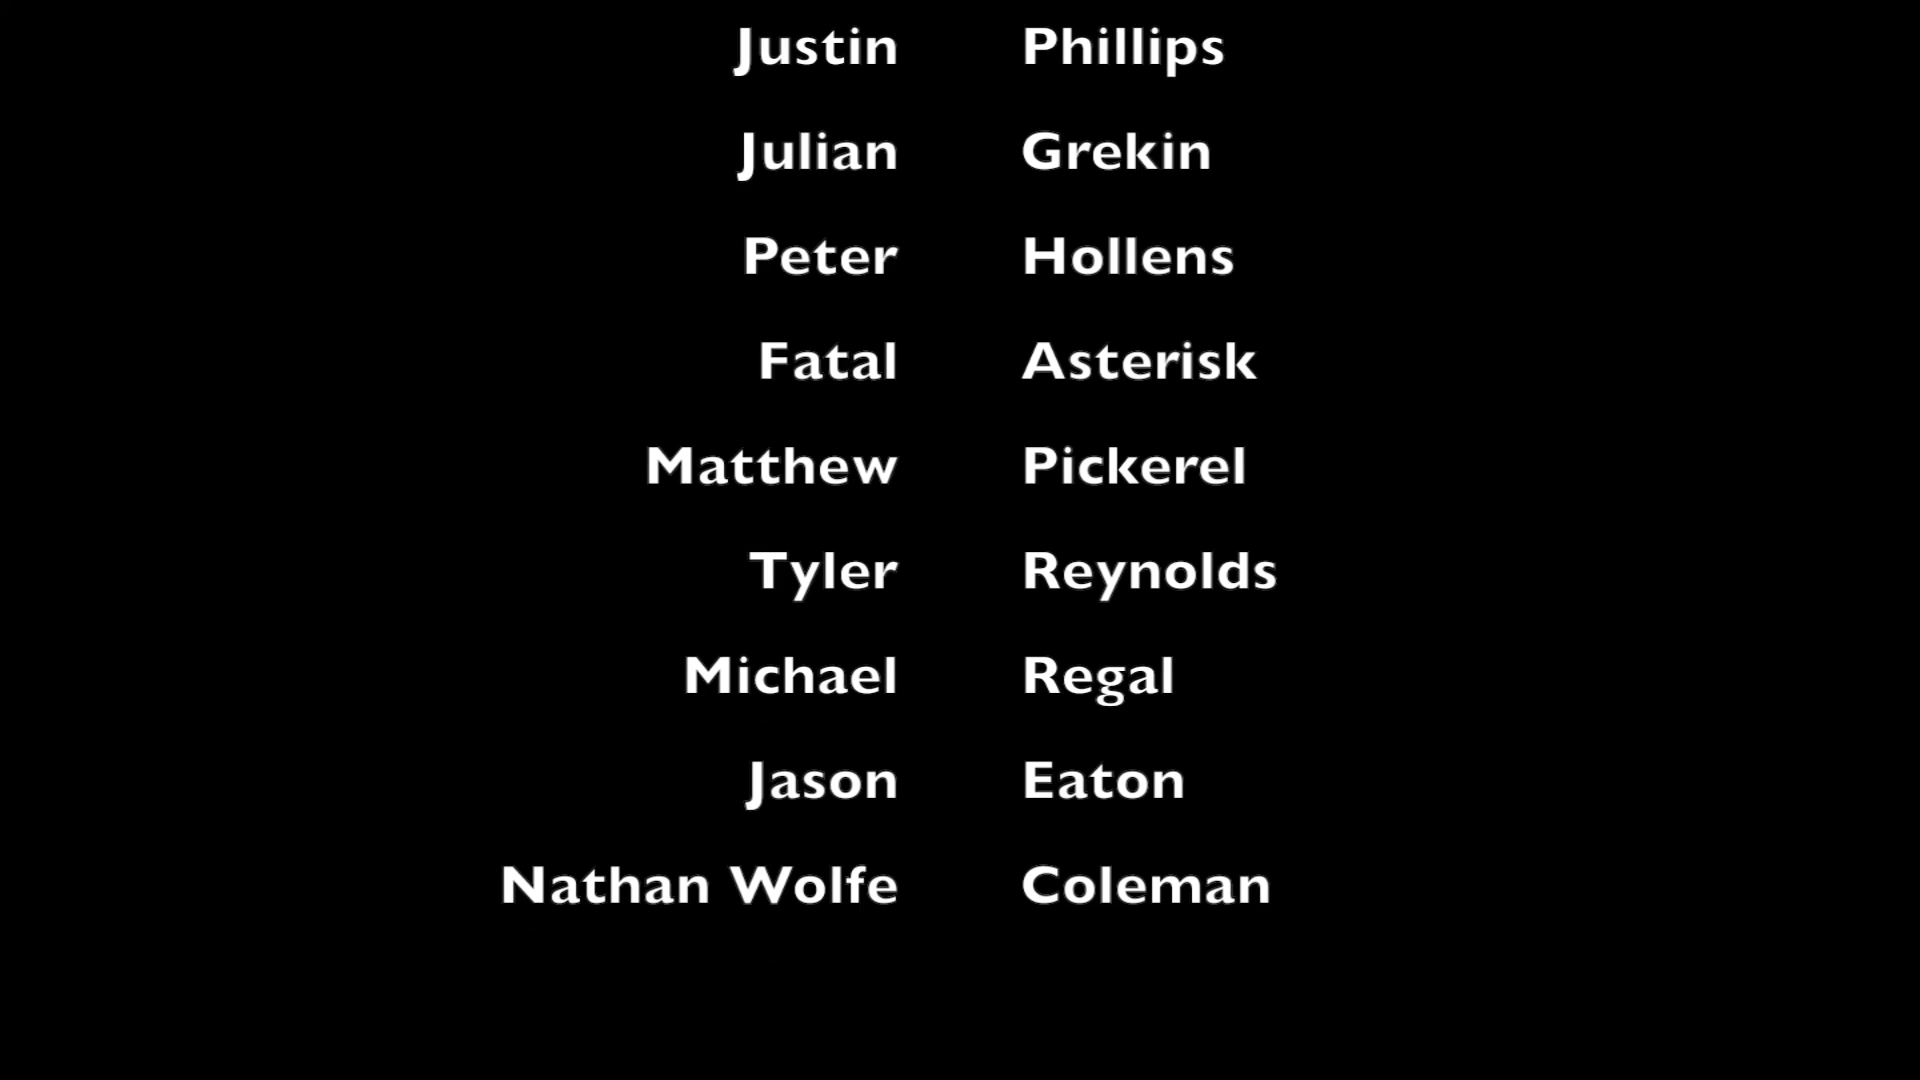 Justin Phillips
Julian Grekin
Peter Hollens
Fatal Asterisk
Matthew Pickerel
Tyler Reynolds
Michael Regal
Jason Eaton
Nathan Wolfe Coleman